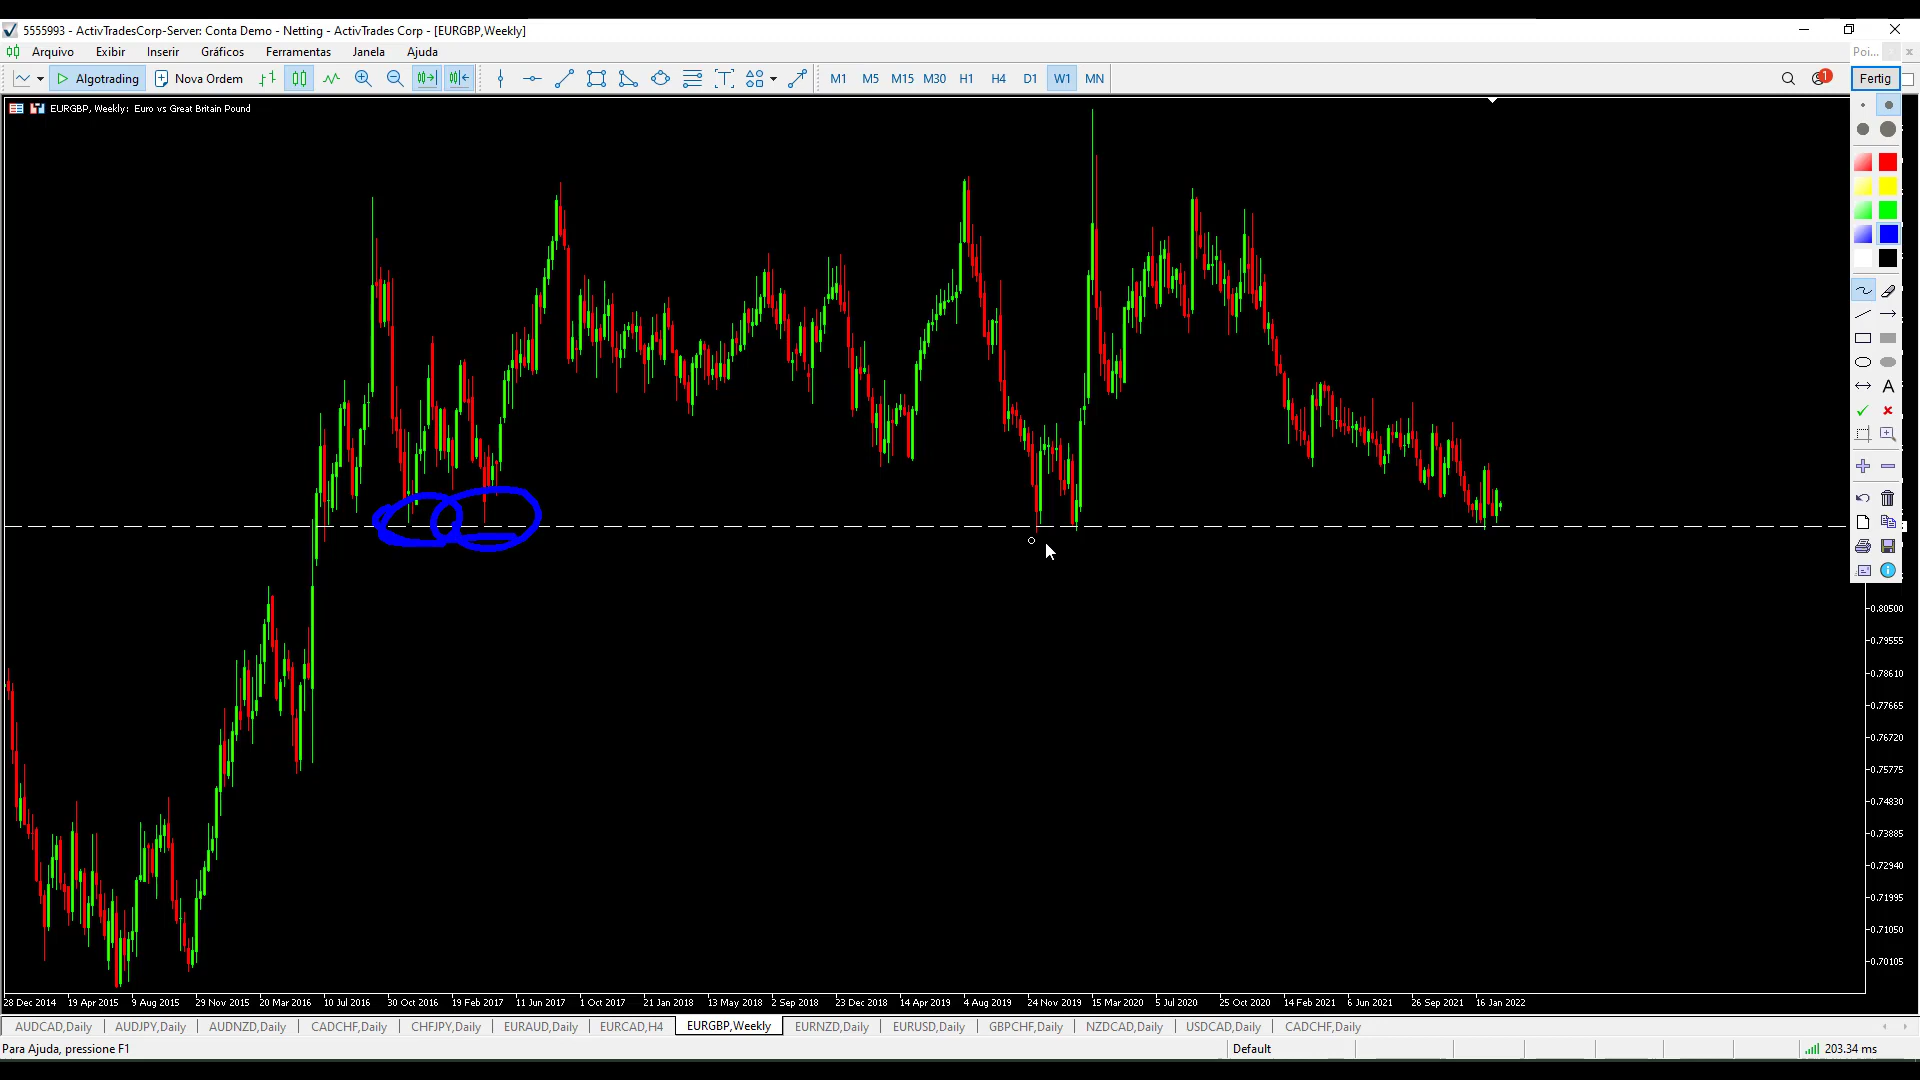 5555993 - ActivTradesCorp-Server: Conta Demo - Netting - ActivTrades Corp - [EURGBP,Weekly]
Arquivo Exibir Inserir Gráficos Ferramentas Janela Ajuda Poi...
Algotrading Nova Ordem M1 M5 M15 M30 H1 H4 D1 W1 MN 1 Fertig
EURGBP, Weekly: Euro vs Great Britain Pound
A
0.80500
0.79555
0.78610
0.77665
0.76720
0.75775
0.74830
0.73885
0.72940
0.71995
0.71050
0.70105
28 Dec 2014 19 Apr 2015 9 Aug 2015 29 Nov 2015 20 Mar 2016 10 Jul 2016 30 Oct 2016 19 Feb 2017 11 Jun 2017 1 Oct 2017 21 Jan 2018 13 May 2018 2 Sep 2018 23 Dec 2018 14 Apr 2019 4 Aug 2019 24 Nov 2019 15 Mar 2020 5 Jul 2020 25 Oct 2020 14 Feb 2021 6 Jun 2021 26 Sep 2021 16 Jan 2022
AUDCAD,Daily AUDJPY,Daily AUDNZD,Daily CADCHF,Daily CHFJPY,Daily EURAUD,Daily EURCAD,H4 EURGBP,Weekly EURNZD,Daily EURUSD,Daily GBPCHF,Daily NZDCAD,Daily USDCAD,Daily CADCHF,Daily
Para Ajuda, pressione F1 Default 203.34 ms